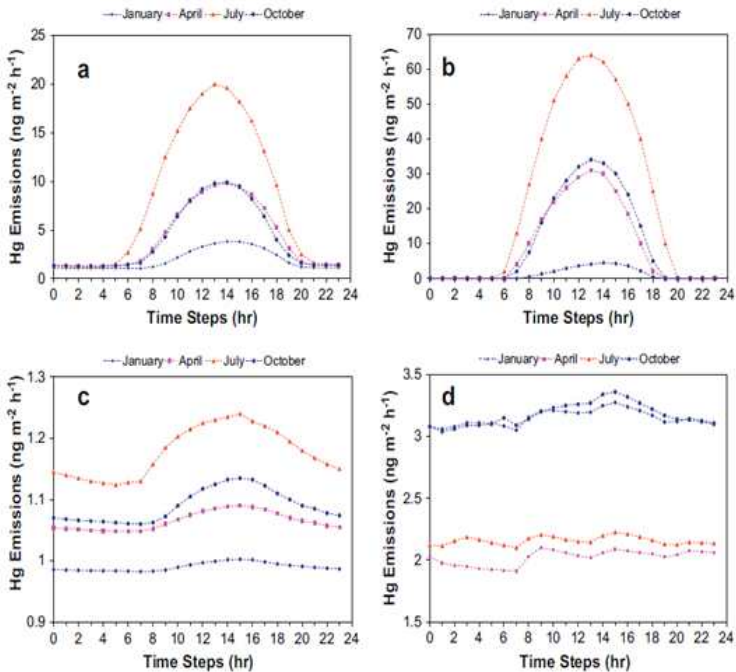 January April July October
January April July October
a
b
25
20
15
10
5
0
Hg Emissions (ng m⁻² h⁻¹)
0 2 4 6 8 10 12 14 16 18 20 22 24
Time Steps (hr)
70
60
50
40
30
20
10
0
Hg Emissions (ng m⁻² h⁻¹)
0 2 4 6 8 10 12 14 16 18 20 22 24
Time Steps (hr)
January April July October
January April July October
c
d
1.3
1.2
1.1
1
0.9
Hg Emissions (ng m⁻² h⁻¹)
0 2 4 6 8 10 12 14 16 18 20 22 24
Time Steps (hr)
3.5
3
2.5
2
1.5
Hg Emissions (ng m⁻² h⁻¹)
0 2 4 6 8 10 12 14 16 18 20 22 24
Time Steps (hr)